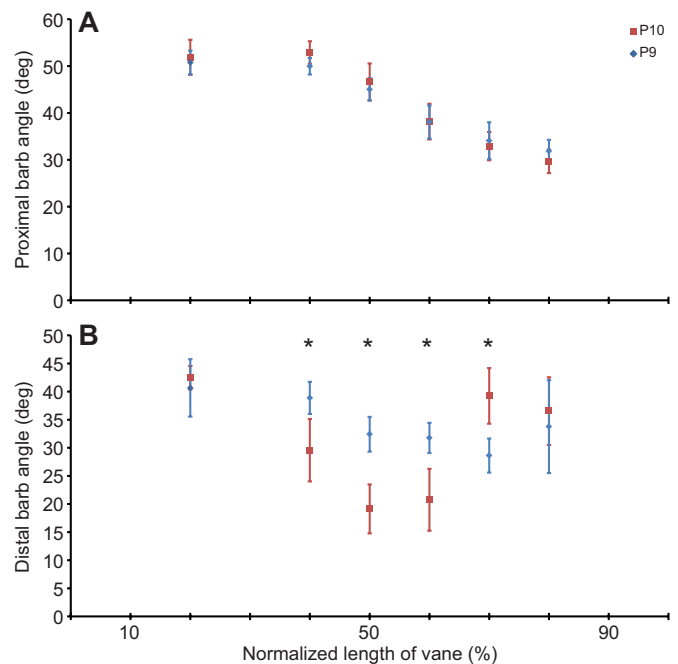 A
P10
P9
Proximal barb angle (deg)
60
50
40
30
20
10
0
B
Distal barb angle (deg)
50
45
40
35
30
25
20
15
10
5
0
* * * *
10 50 90
Normalized length of vane (%)